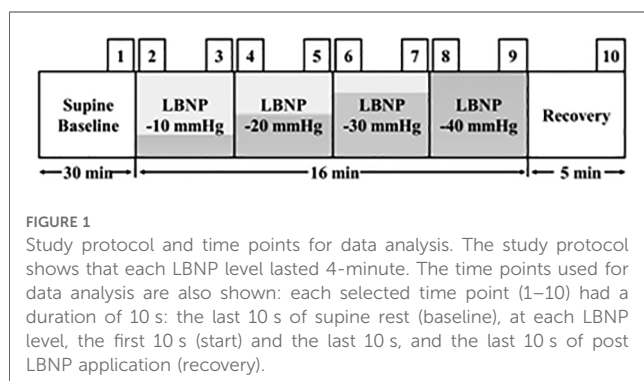 1 2 3 4 5 6 7 8 9 10
Supine LBNP LBNP LBNP LBNP Recovery
Baseline -10 mmHg -20 mmHg -30 mmHg -40 mmHg
30 min 16 min 5 min
FIGURE 1
Study protocol and time points for data analysis. The study protocol
shows that each LBNP level lasted 4-minute. The time points used for
data analysis are also shown: each selected time point (1–10) had a
duration of 10 s: the last 10 s of supine rest (baseline), at each LBNP
level, the first 10 s (start) and the last 10 s, and the last 10 s of post
LBNP application (recovery).